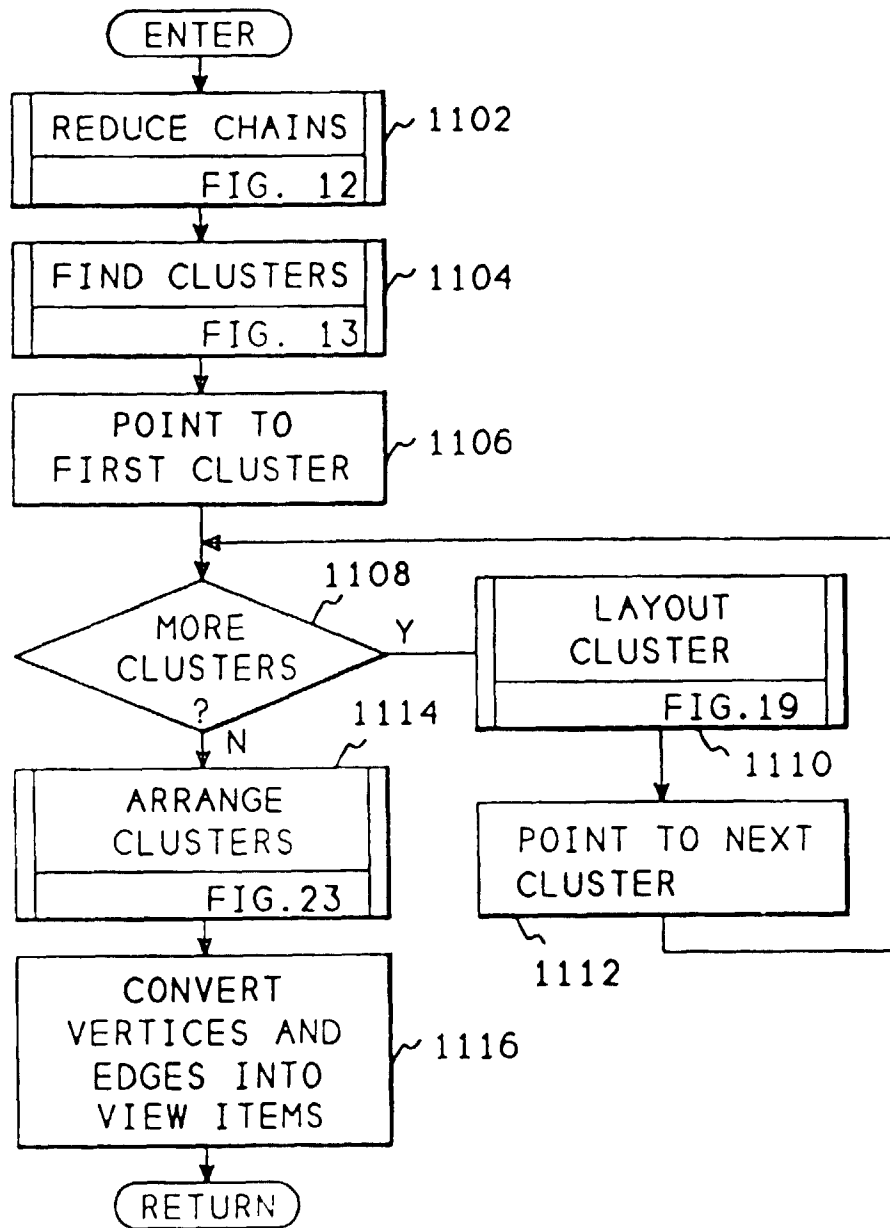 ENTER
REDUCE CHAINS
1102
FIG. 12
FIND CLUSTERS
1104
FIG. 13
POINT TO
FIRST CLUSTER
1106
1108
MORE
CLUSTERS
?
Y
N
LAYOUT
CLUSTER
FIG.19
1110
POINT TO NEXT
CLUSTER
1112
1114
ARRANGE
CLUSTERS
FIG.23
CONVERT
VERTICES AND
EDGES INTO
VIEW ITEMS
1116
RETURN